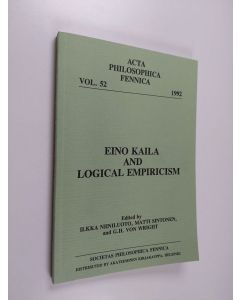 ACTA
PHILOSOPHICA
FENNICA
VOL. 52
1992
EINO KAILA
AND
LOGICAL EMPIRICISM
Edited by
ILKKA NIINILUOTO, MATTI SINTONEN,
and G.H. VON WRIGHT
SOCIETAS PHILOSOPHICA FENNICA
DISTRIBUTED BY AKATEEMINEN KIRJAKAUPPA, HELSINKI